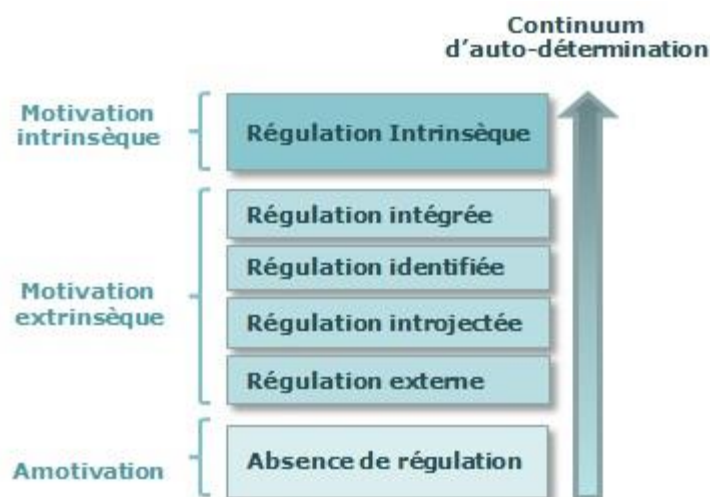 Continuum
d'auto-détermination
Motivation
intrinsèque
Régulation Intrinsèque
Motivation
extrinsèque
Régulation intégrée
Régulation identifiée
Régulation introjectée
Régulation externe
Amotivation
Absence de régulation